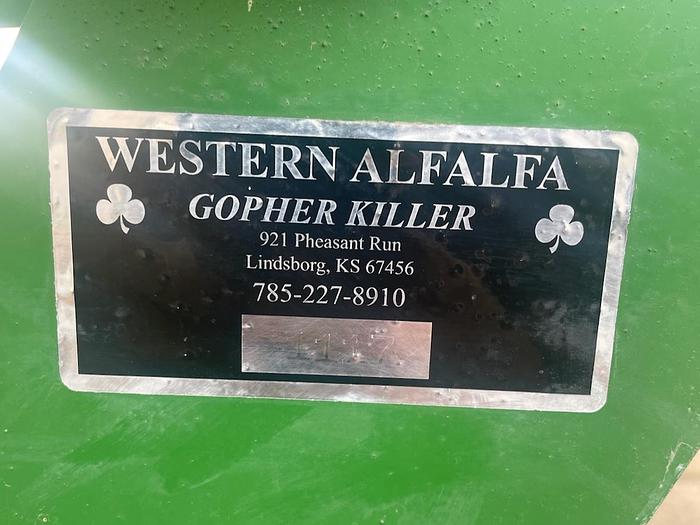 WESTERN ALFALFA
GOPHER KILLER
921 Pheasant Run
Lindsborg, KS 67456
785-227-8910